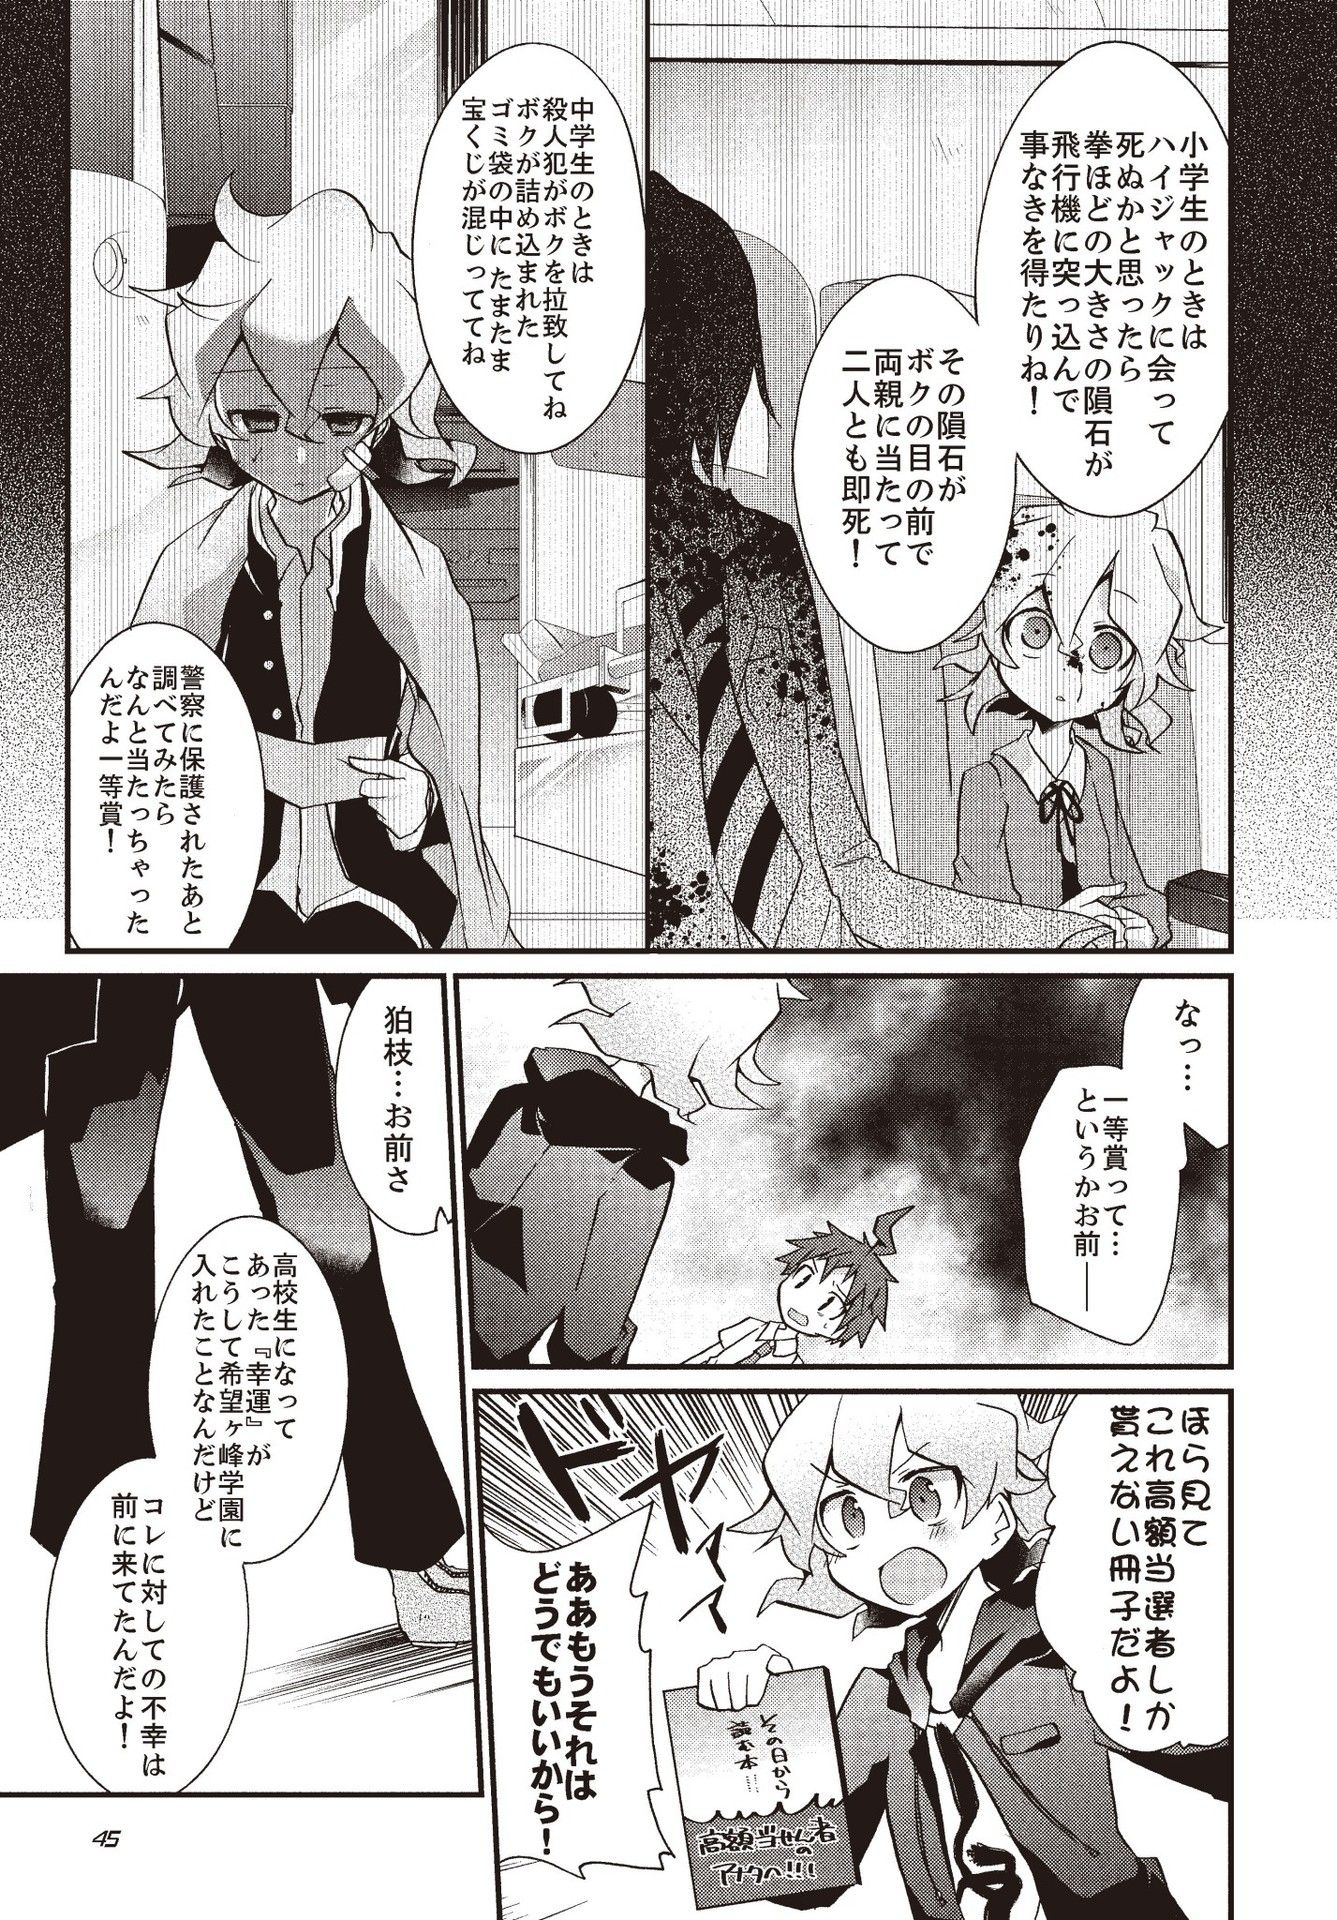 小学生のときは
ハイジャックに会って
死ぬかと思ったら
拳ほどの大きさの隕石が
飛行機に突っ込んで
事なきを得たりね！
その隕石が
ボクの目の前で
両親に当たって
二人とも即死！
中学生のときは
殺人犯がボクを拉致してね
ボクが詰め込まれた
ゴミ袋の中にたまたま
宝くじが混じっててね
警察に保護されたあと
調べてみたら
なんと当たっちゃった
んだよ一等賞！
なっ…
一等賞って…
というかお前―
ほら見て
これ高額当選者しか
貰えない冊子だよ！
ドヤァ
その日から
読む本…
高額当せん者の
アナタへ!!!
ああもうそれは
どうでもいいから！
狛枝…お前さ
高校生になって
あった『幸運』が
こうして希望ヶ峰学園に
入れたことなんだけど
コレに対しての不幸は
前に来てたんだよ！
45